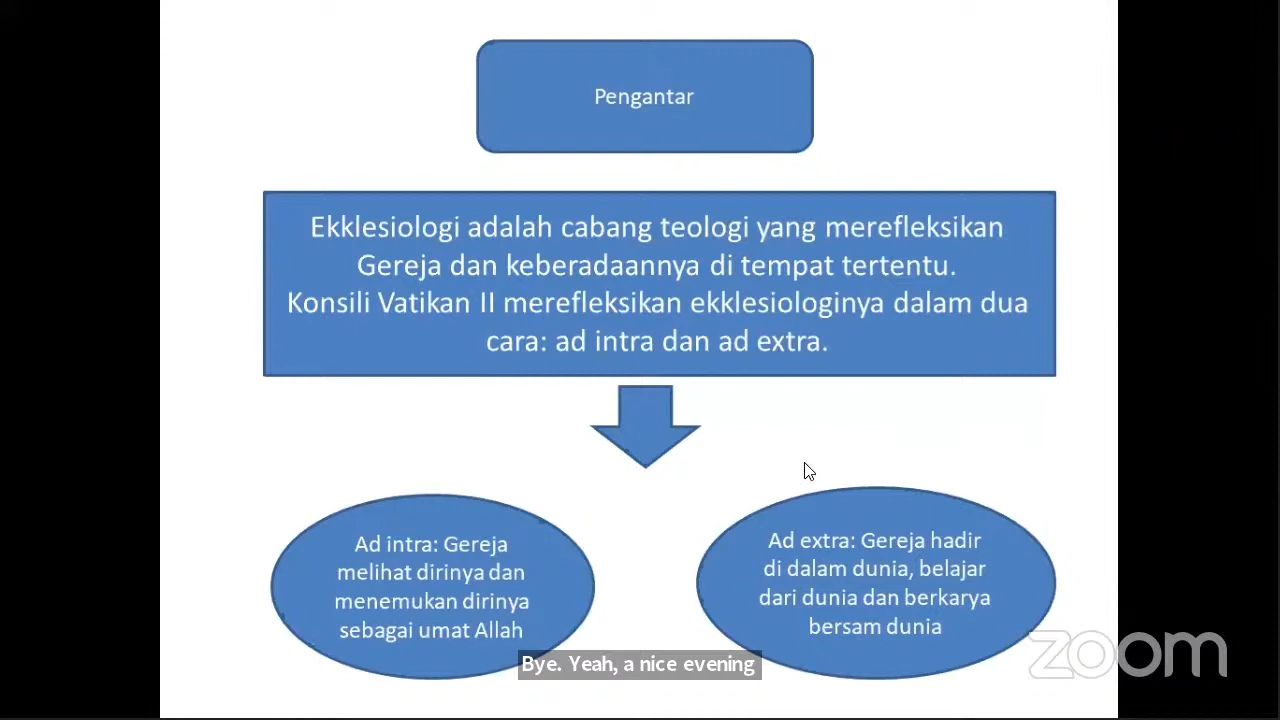 Pengantar
Ekklesiologi adalah cabang teologi yang merefleksikan
Gereja dan keberadaannya di tempat tertentu.
Konsili Vatikan II merefleksikan ekklesiologinya dalam dua
cara: ad intra dan ad extra.
Ad intra: Gereja
melihat dirinya dan
menemukan dirinya
sebagai umat Allah
Ad extra: Gereja hadir
di dalam dunia, belajar
dari dunia dan berkarya
bersam dunia
Bye. Yeah, a nice evening
zoom